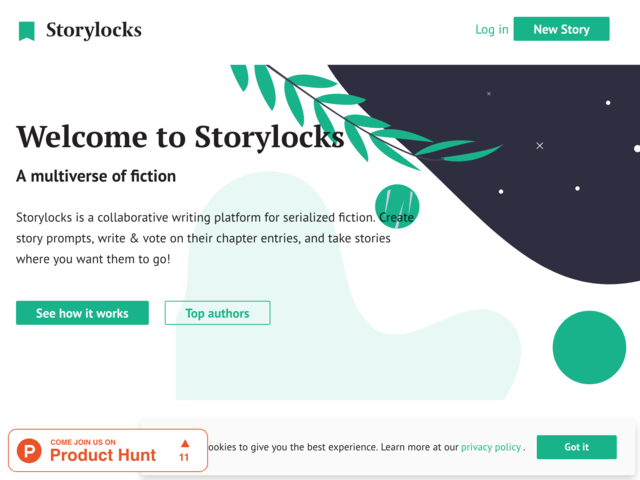 Storylocks
Log in
New Story
Welcome to Storylocks
A multiverse of fiction
Storylocks is a collaborative writing platform for serialized fiction. Create
story prompts, write & vote on their chapter entries, and take stories
where you want them to go!
See how it works
Top authors
COME JOIN US ON
Product Hunt
11
ookies to give you the best experience. Learn more at our privacy policy .
Got it